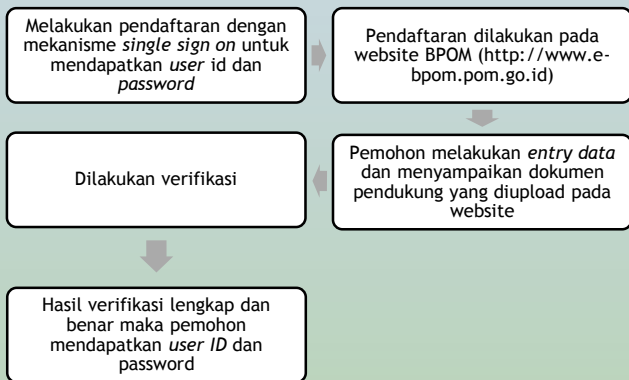 Melakukan pendaftaran dengan
mekanisme single sign on untuk
mendapatkan user id dan
password
Pendaftaran dilakukan pada
website BPOM (http://www.e-
bpom.pom.go.id)
Pemohon melakukan entry data
dan menyampaikan dokumen
pendukung yang diupload pada
website
Dilakukan verifikasi
Hasil verifikasi lengkap dan
benar maka pemohon
mendapatkan user ID dan
password